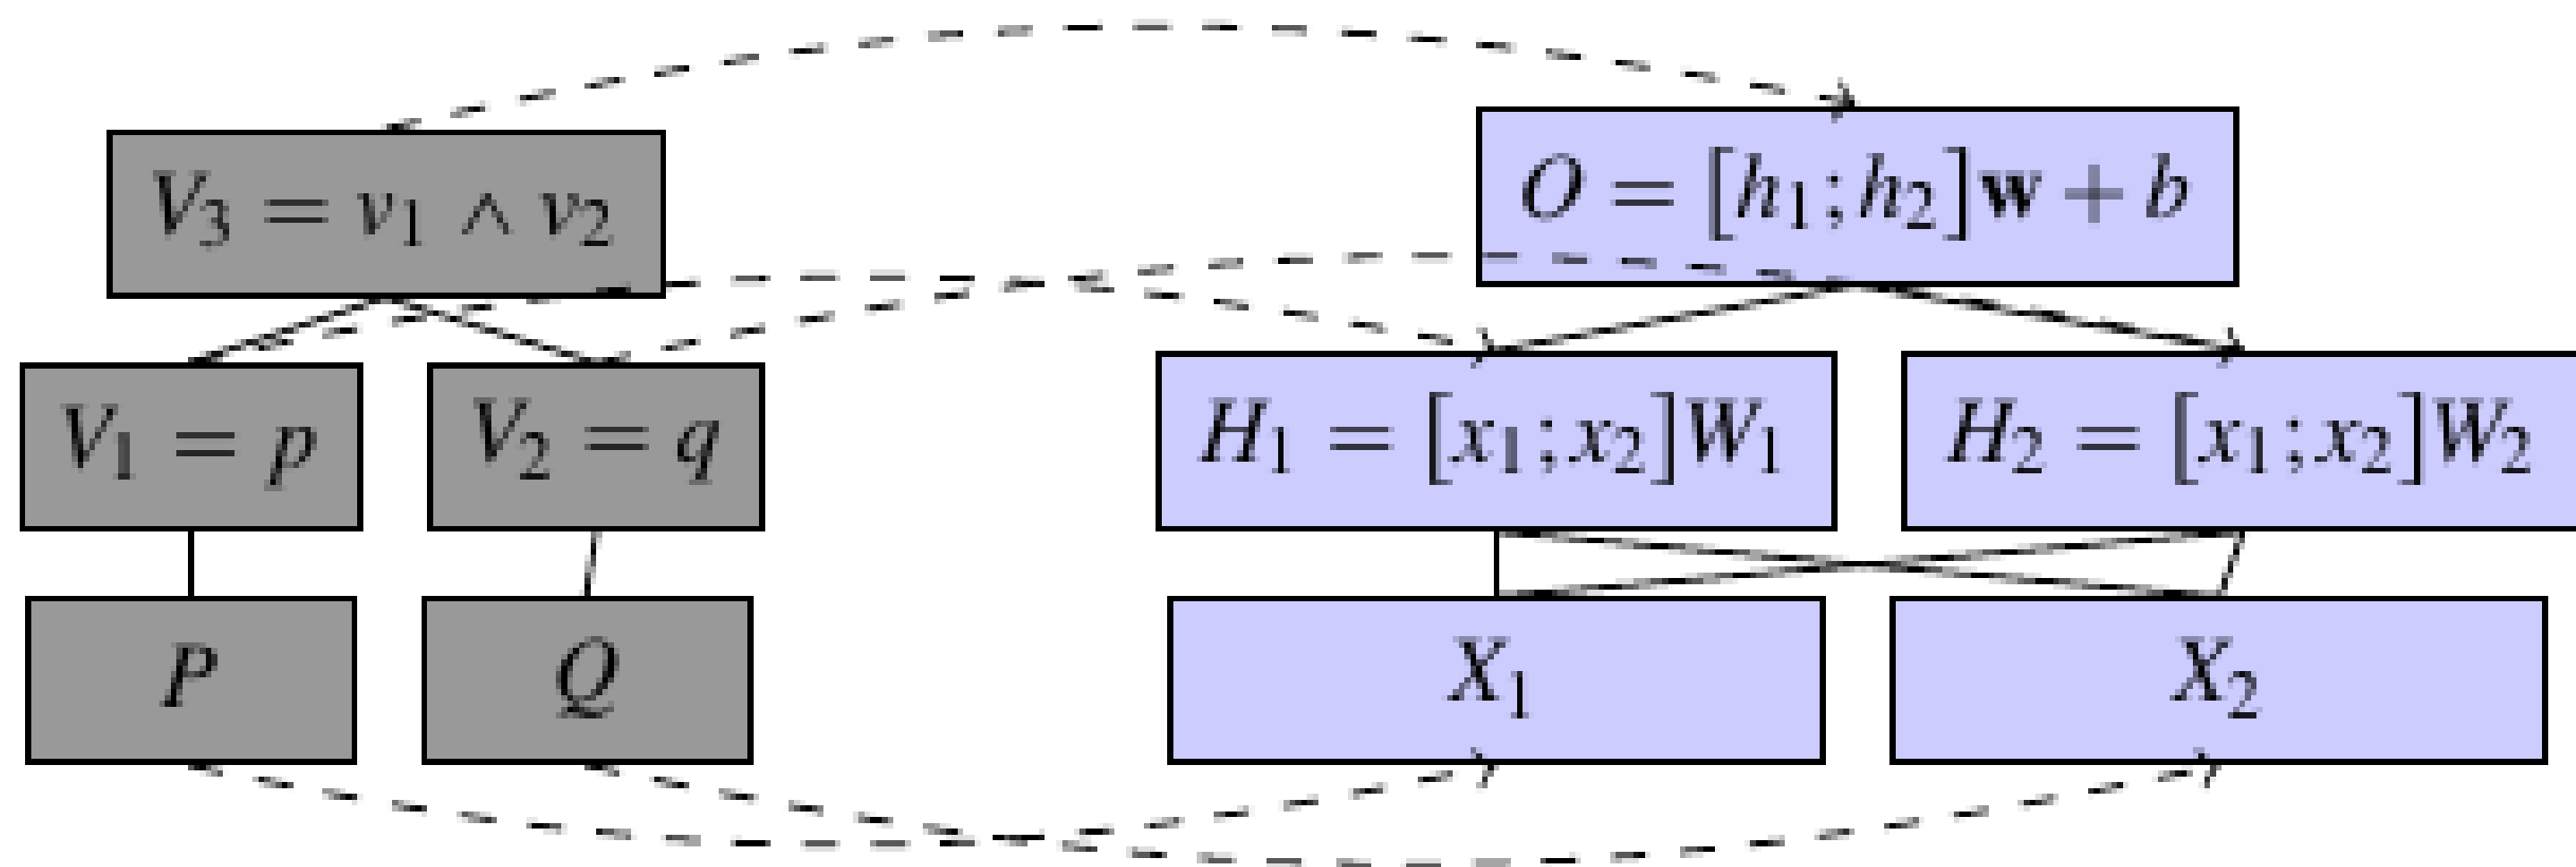 V₃ = v₁ ∧ v₂
O = [h₁; h₂]w + b
V₁ = p
V₂ = q
H₁ = [x₁; x₂]W₁
H₂ = [x₁; x₂]W₂
P
Q
X₁
X₂